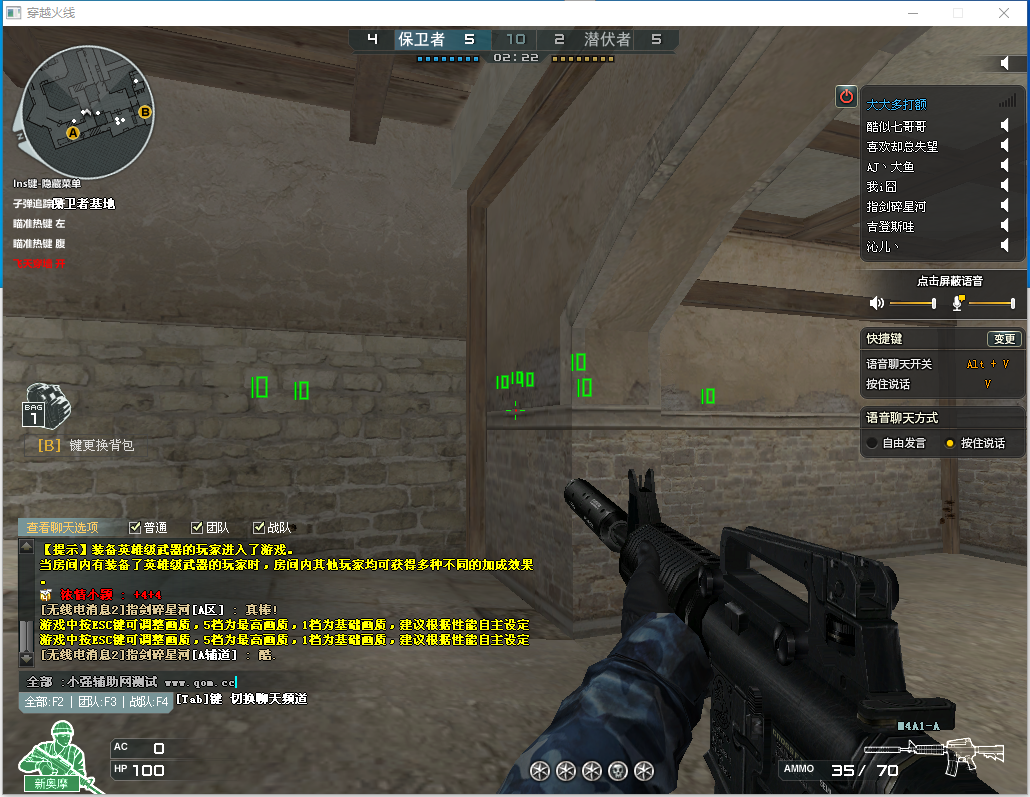 穿越火线
4 保卫者 5 10 2 潜伏者 5
02:22
A
B
Ins键-隐藏菜单
子弹追踪
保卫者基地
瞄准热键 左
瞄准热键 腹
大大多打额
酷似七哥哥
喜欢却总失望
AJ丶大鱼
我i囧
指剑碎星河
吉登斯哇
沁儿丶
点击屏蔽语音
快捷键 变更
语音聊天开关 Alt + V
按住说话 V
语音聊天方式
自由发言 按住说话
10
10
10
10
10
10
BAG
1
[B] 键更换背包
查看聊天选项 普通 团队 战队
【提示】装备英雄级武器的玩家进入了游戏。
当房间内有装备了英雄级武器的玩家时，房间内其他玩家均可获得多种不同的加成效果
。
[无线电消息2]指剑碎星河[A区] : 真棒!
游戏中按ESC键可调整画质，5档为最高画质，1档为基础画质，建议根据性能自主设定
游戏中按ESC键可调整画质，5档为最高画质，1档为基础画质，建议根据性能自主设定
[无线电消息2]指剑碎星河[A辅道] : 酷.
全部 :小强辅助网测试 www.qom.cc
全部:F2 | 团队:F3 | 战队:F4 [Tab]键 切换聊天频道
AC 0
HP 100
新奥摩
M4A1-A
AMMO 35/ 70